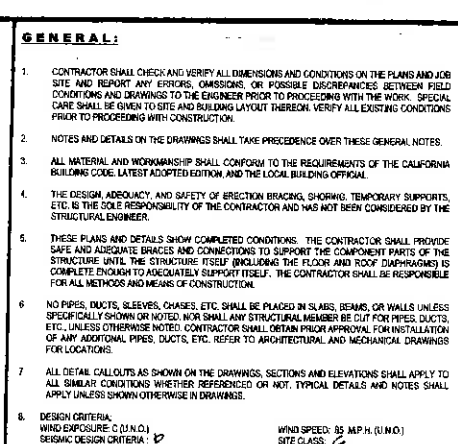 GENERAL:
1. CONTRACTOR SHALL CHECK AND VERIFY ALL DIMENSIONS AND CONDITIONS ON THE PLANS AND JOB
SITE AND REPORT ANY ERRORS, OMISSIONS, OR POSSIBLE DISCREPANCIES BETWEEN FIELD
CONDITIONS AND DRAWINGS TO THE ENGINEER PRIOR TO PROCEEDING WITH THE WORK. SPECIAL
CARE SHALL BE GIVEN TO SITE AND BUILDING LAYOUT THEREON. VERIFY ALL EXISTING CONDITIONS
PRIOR TO PROCEEDING WITH CONSTRUCTION.
2. NOTES AND DETAILS ON THE DRAWINGS SHALL TAKE PRECEDENCE OVER THESE GENERAL NOTES.
3. ALL MATERIAL AND WORKMANSHIP SHALL CONFORM TO THE REQUIREMENTS OF THE CALIFORNIA
BUILDING CODE, LATEST ADOPTED EDITION, AND THE LOCAL BUILDING OFFICIAL.
4. THE DESIGN, ADEQUACY, AND SAFETY OF ERECTION BRACING, SHORING, TEMPORARY SUPPORTS,
ETC. IS THE SOLE RESPONSIBILITY OF THE CONTRACTOR AND HAS NOT BEEN CONSIDERED BY THE
STRUCTURAL ENGINEER.
5. THESE PLANS AND DETAILS SHOW COMPLETED CONDITIONS. THE CONTRACTOR SHALL PROVIDE
SAFE AND ADEQUATE BRACES AND CONNECTIONS TO SUPPORT THE COMPONENT PARTS OF THE
STRUCTURE UNTIL THE STRUCTURE ITSELF (INCLUDING THE FLOOR AND ROOF DIAPHRAGMS) IS
COMPLETE ENOUGH TO ADEQUATELY SUPPORT ITSELF. THE CONTRACTOR SHALL BE RESPONSIBLE
FOR ALL METHODS AND MEANS OF CONSTRUCTION.
6 NO PIPES, DUCTS, SLEEVES, CHASES, ETC. SHALL BE PLACED IN SLABS, BEAMS, OR WALLS UNLESS
SPECIFICALLY SHOWN OR NOTED. NOR SHALL ANY STRUCTURAL MEMBER BE CUT FOR PIPES, DUCTS,
ETC., UNLESS OTHERWISE NOTED. CONTRACTOR SHALL OBTAIN PRIOR APPROVAL FOR INSTALLATION
OF ANY ADDITIONAL PIPES, DUCTS, ETC. REFER TO ARCHITECTURAL AND MECHANICAL DRAWINGS
FOR LOCATIONS.
7 ALL DETAIL CALLOUTS AS SHOWN ON THE DRAWINGS, SECTIONS AND ELEVATIONS SHALL APPLY TO
ALL SIMILAR CONDITIONS WHETHER REFERENCED OR NOT. TYPICAL DETAILS AND NOTES SHALL
APPLY UNLESS SHOWN OTHERWISE IN DRAWINGS.
8. DESIGN CRITERIA:
WIND EXPOSURE: C (U.N.O.) WIND SPEED: 85 M.P.H. (U.N.O.)
SEISMIC DESIGN CRITERIA: D SITE CLASS: